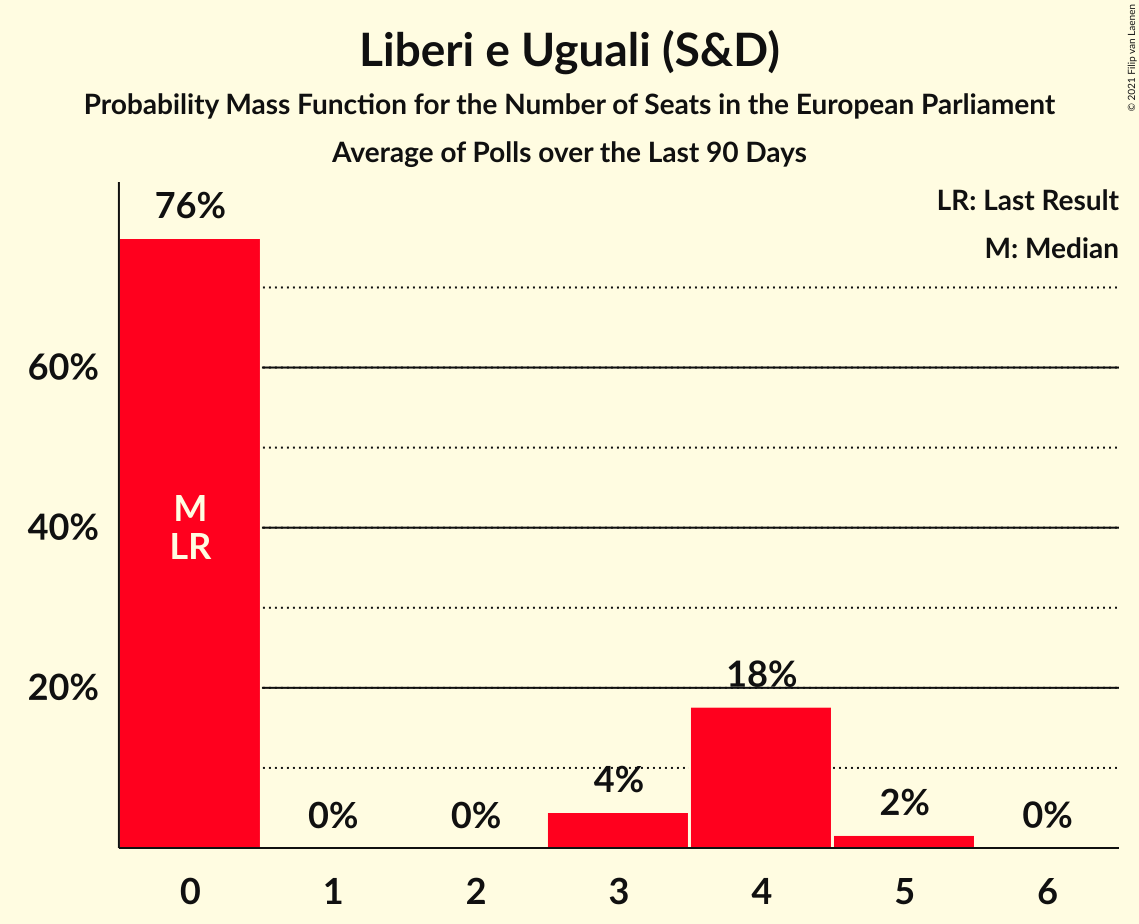 Liberi e Uguali (S&D)
Probability Mass Function for the Number of Seats in the European Parliament
Average of Polls over the Last 90 Days
© 2021 Filip van Laenen
LR: Last Result
M: Median
76%
60%
40%
20%
M
LR
0%
0%
4%
18%
2%
0%
0 1 2 3 4 5 6